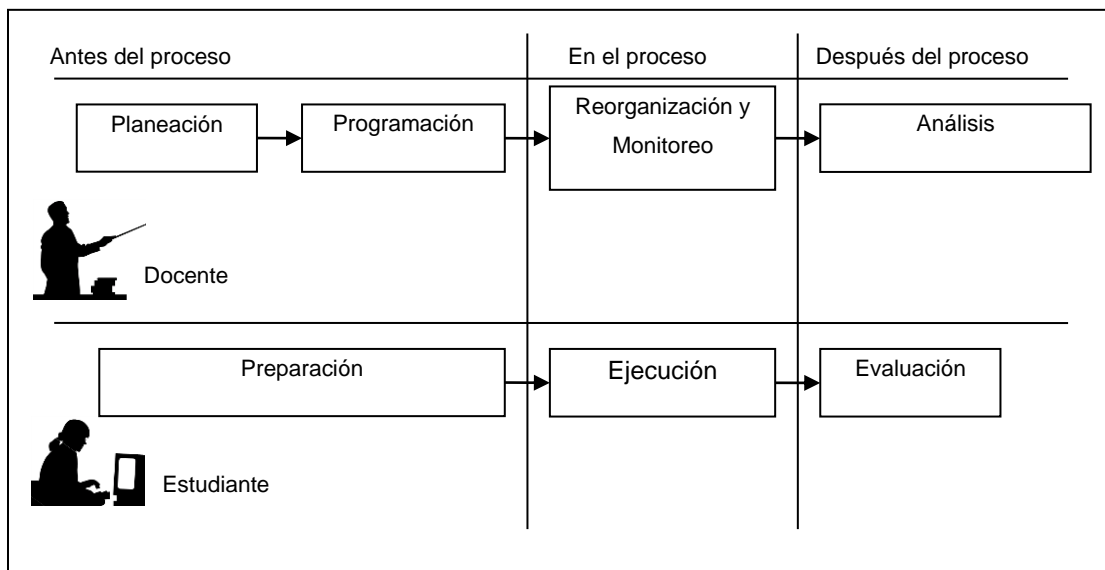 Antes del proceso
En el proceso
Después del proceso
Planeación
Programación
Reorganización y
Monitoreo
Análisis
Docente
Preparación
Ejecución
Evaluación
Estudiante